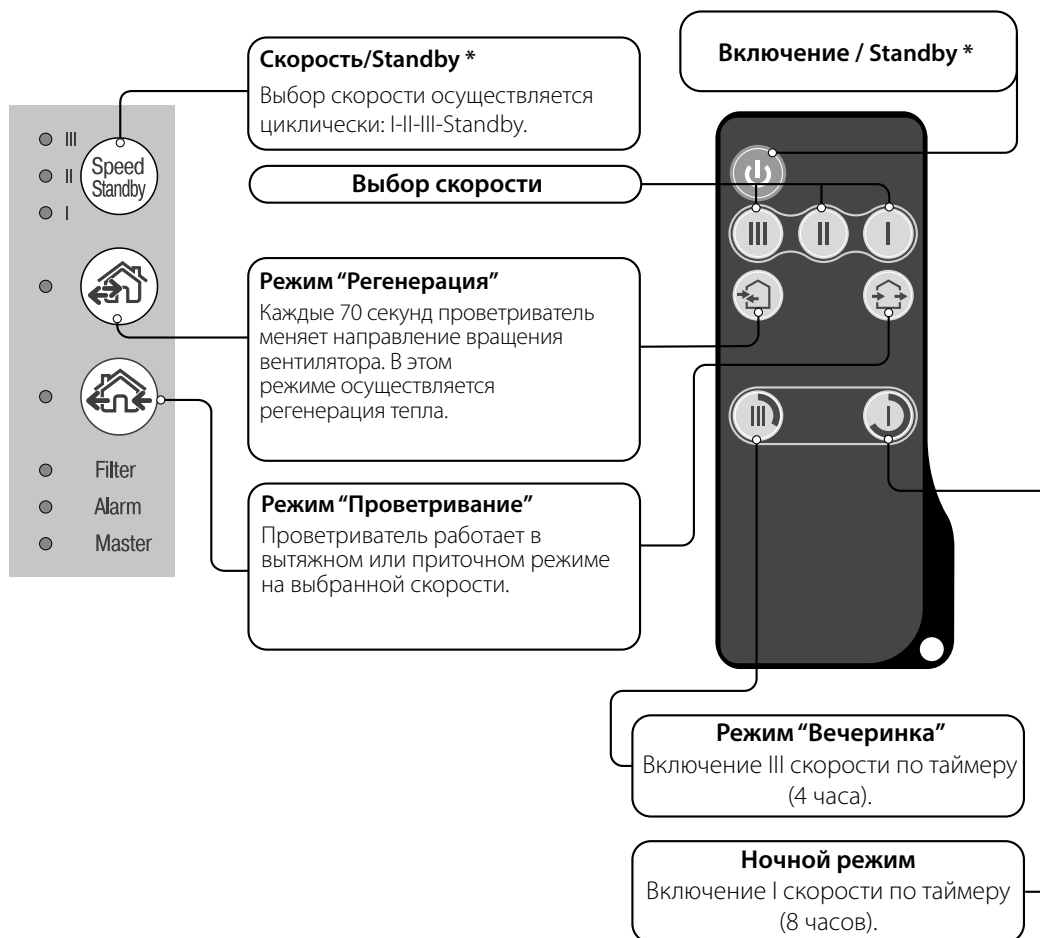 Скорость/Standby *
Выбор скорости осуществляется
циклически: I-II-III-Standby.
Включение / Standby *
III
II
I
Speed
Standby
Выбор скорости
III
II
I
Режим “Регенерация”
Каждые 70 секунд проветриватель
меняет направление вращения
вентилятора. В этом
режиме осуществляется
регенерация тепла.
III
I
Filter
Alarm
Master
Режим “Проветривание”
Проветриватель работает в
вытяжном или приточном режиме
на выбранной скорости.
Режим “Вечеринка”
Включение III скорости по таймеру
(4 часа).
Ночной режим
Включение I скорости по таймеру
(8 часов).